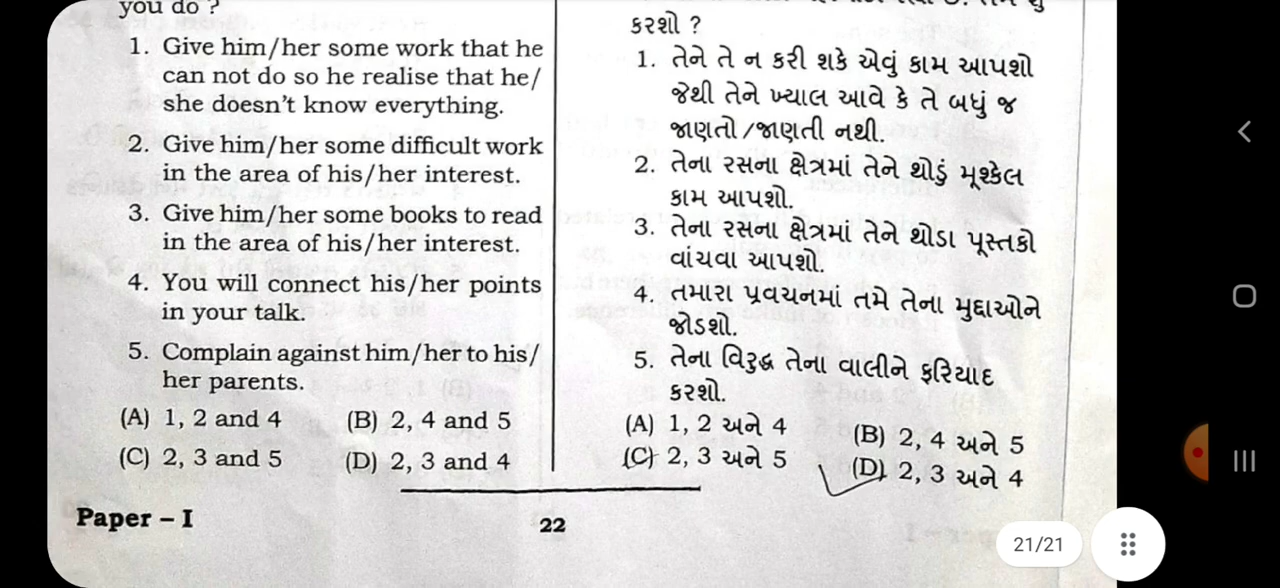 you do ?
1. Give him/her some work that he
can not do so he realise that he/
she doesn't know everything.
2. Give him/her some difficult work
in the area of his/her interest.
3. Give him/her some books to read
in the area of his/her interest.
4. You will connect his/her points
in your talk.
5. Complain against him/her to his/
her parents.
(A) 1, 2 and 4 (B) 2, 4 and 5
(C) 2, 3 and 5 (D) 2, 3 and 4
કરશો ?
1. તેને તે ન કરી શકે એવું કામ આપશો
જેથી તેને ખ્યાલ આવે કે તે બધું જ
જાણતો/જાણતી નથી.
2. તેના રસના ક્ષેત્રમાં તેને થોડું મૂશ્કેલ
કામ આપશો.
3. તેના રસના ક્ષેત્રમાં તેને થોડા પૂસ્તકો
વાંચવા આપશો.
4. તમારા પ્રવચનમાં તમે તેના મુદ્દાઓને
જોડશો.
5. તેના વિરુદ્ધ તેના વાલીને ફરિયાદ
કરશો.
(A) 1, 2 અને 4 (B) 2, 4 અને 5
(C) 2, 3 અને 5 (D) 2, 3 અને 4
Paper – I 22
21/21